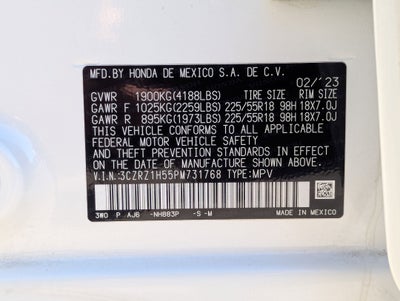 MFD.BY HONDA DE MEXICO S.A. DE C.V.
02/'23
GVWR 1900KG(4188LBS) TIRE SIZE RIM SIZE
GAWR F 1025KG(2259LBS) 225/55R18 98H 18X7.0J
GAWR R 895KG(1973LBS) 225/55R18 98H 18X7.0J
THIS VEHICLE CONFORMS TO ALL APPLICABLE
FEDERAL MOTOR VEHICLE SAFETY AND
THEFT PREVENTION STANDARDS IN EFFECT ON
THE DATE OF MANUFACTURE SHOWN ABOVE.
V.I.N:3CZRZ1H55PM731768 TYPE:MPV
3W0 P AJ6 -NH883P -S -M
MADE IN MEXICO